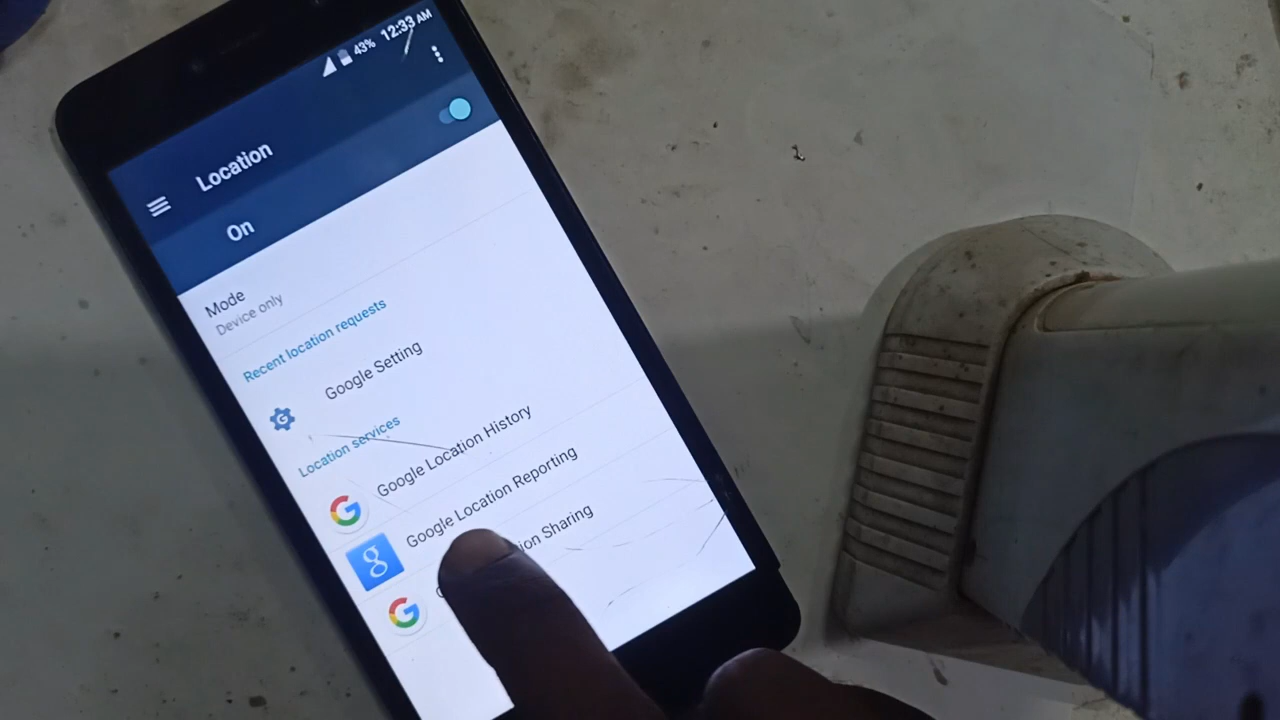 43% 12:33 AM
Location
On
Mode
Device only
Recent location requests
Google Setting
Location services
Google Location History
Google Location Reporting
Sharing